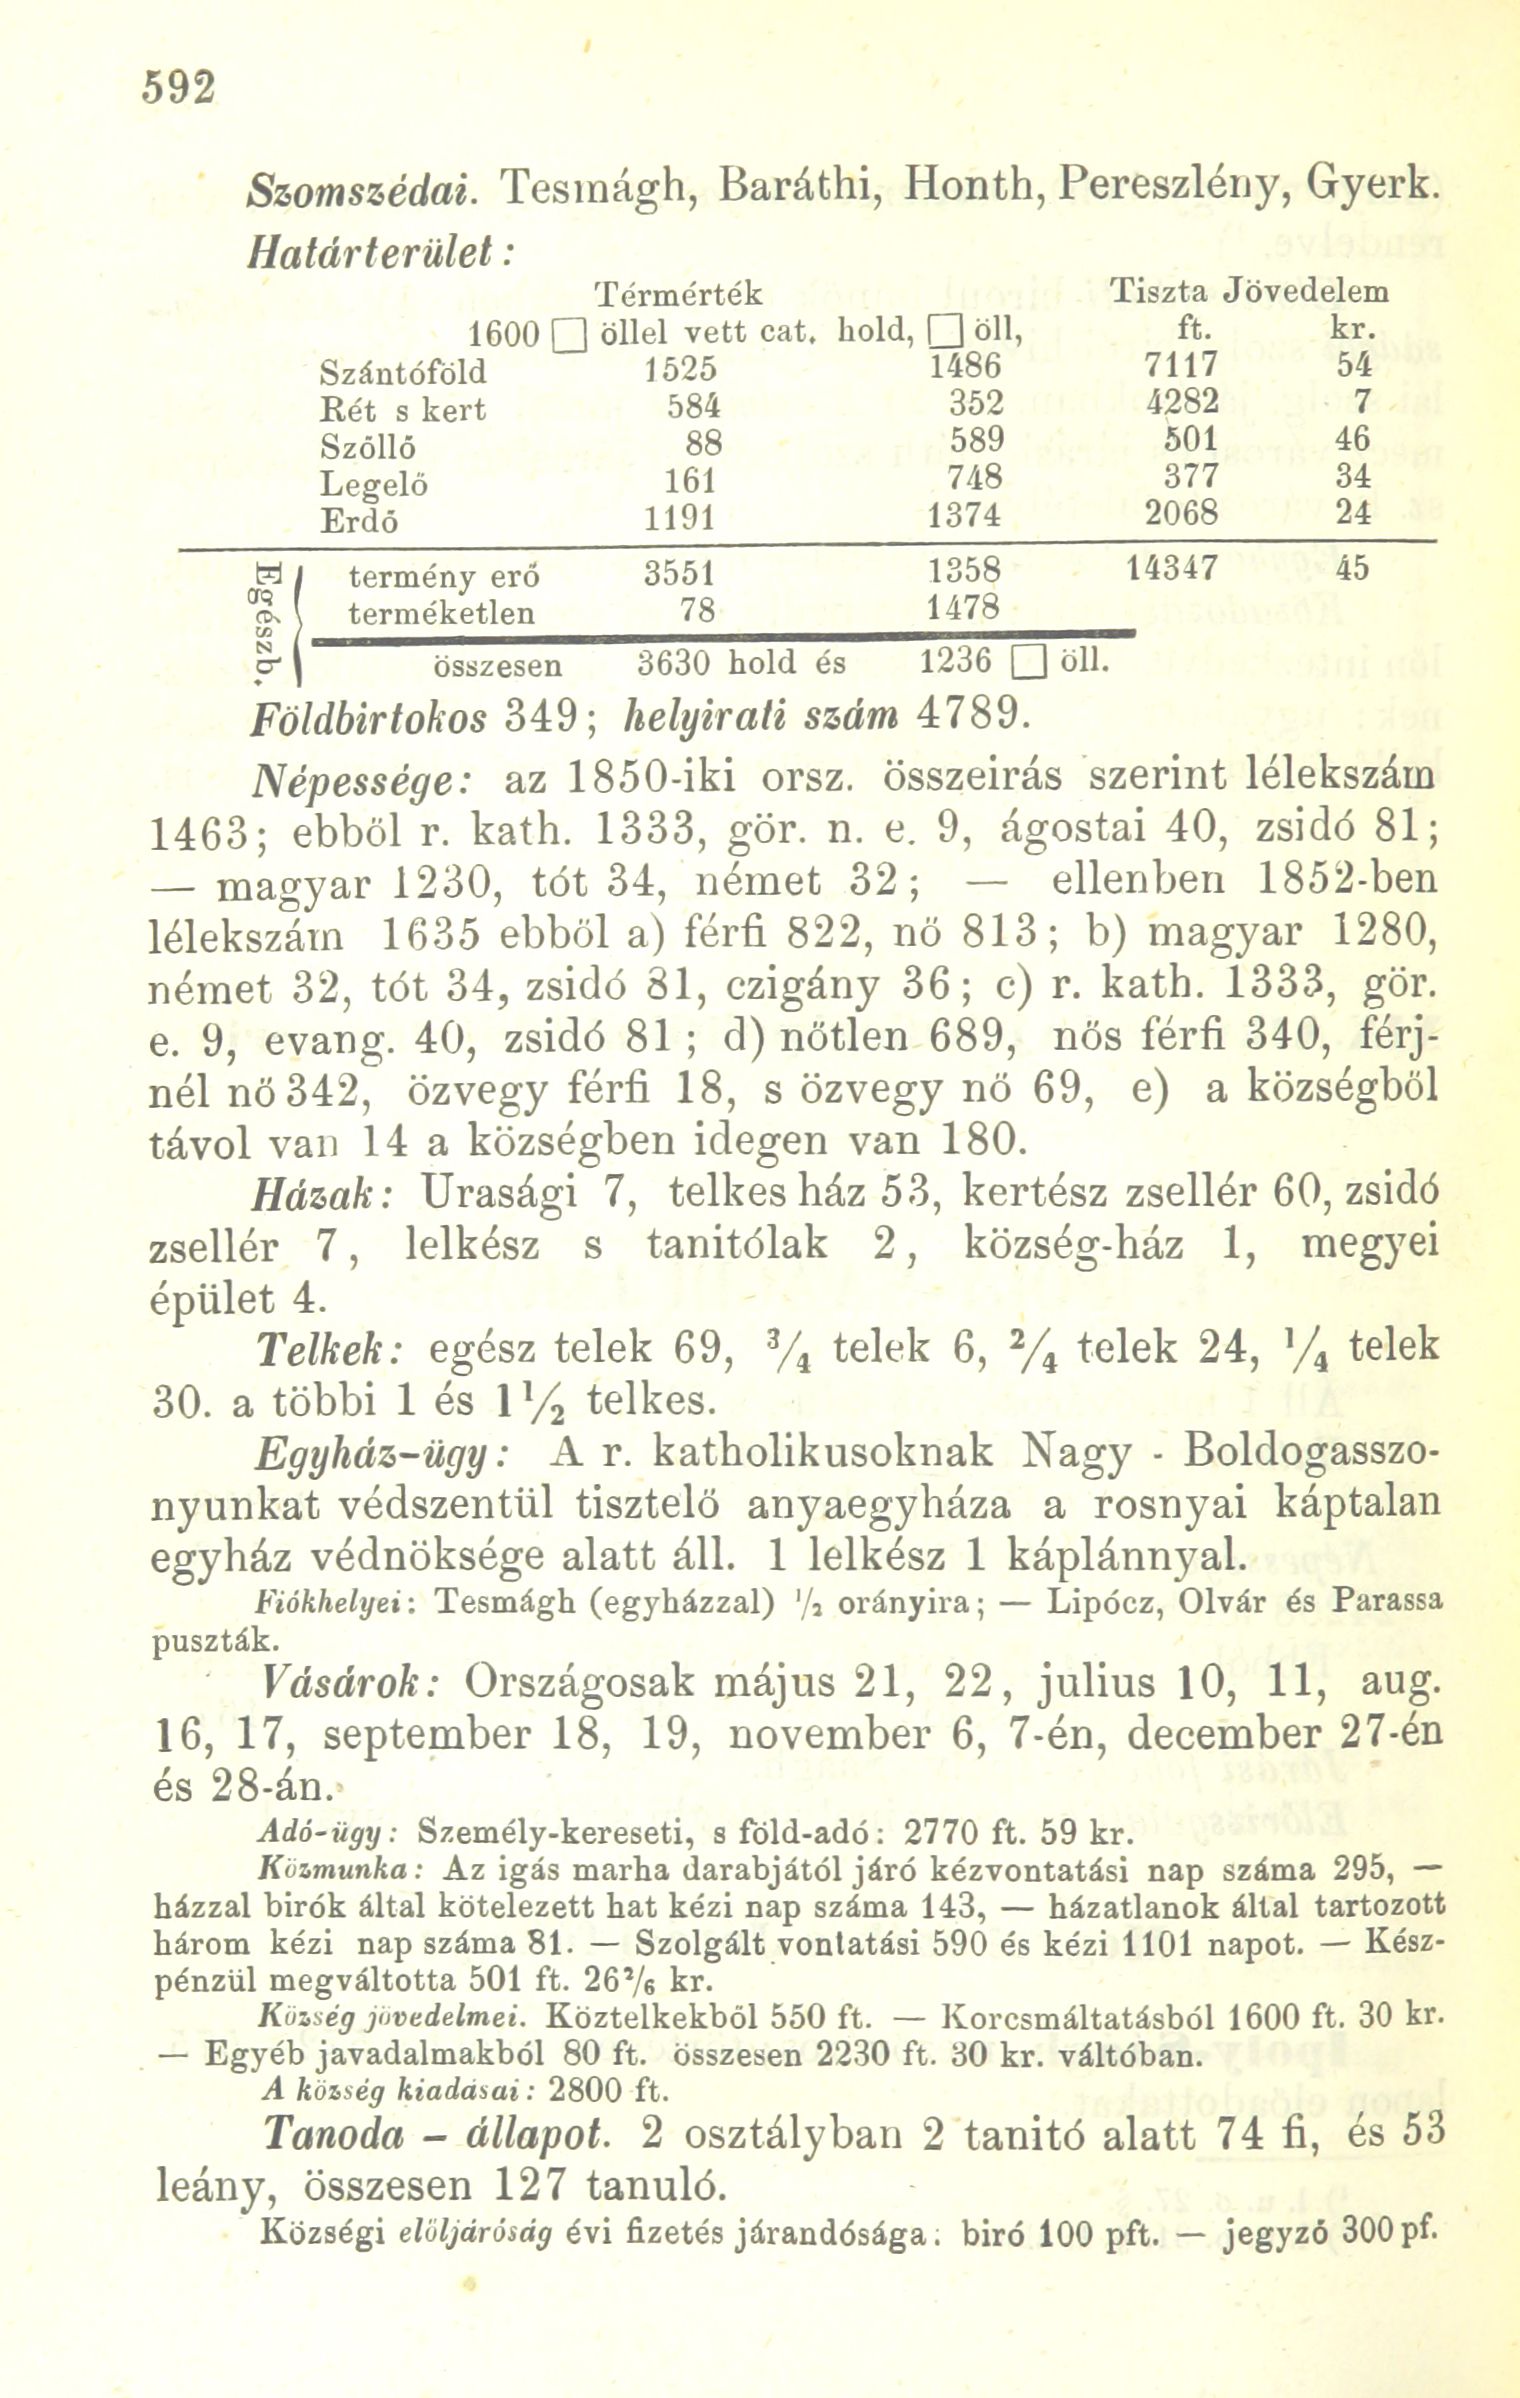 592
Szomszédai. Tesmágh, Baráthi, Honth, Pereszlény, Gyerk.
Határterület:
Térmérték Tiszta Jövedelem
1600 □ öllel vett cat. hold, □ öll, ft. kr.
Szántóföld 1525 1486 7117 54
Rét s kert 584 352 4282 7
Szőllő 88 589 501 46
Legelő 161 748 377 34
Erdő 1191 1374 2068 24
Egészb.
termény erő 3551 1358 14347 45
terméketlen 78 1478
összesen 3630 hold és 1236 □ öll.
Földbirtokos 349; helyirati szám 4789.
Népessége: az 1850-iki orsz. összeirás szerint lélekszám
1463; ebből r. kath. 1333, gör. n. e. 9, ágostai 40, zsidó 81;
— magyar 1230, tót 34, német 32; — ellenben 1852-ben
lélekszám 1635 ebből a) férfi 822, nő 813; b) magyar 1280,
német 32, tót 34, zsidó 81, czigány 36; c) r. kath. 1333, gör.
e. 9, evang. 40, zsidó 81; d) nőtlen 689, nős férfi 340, férj-
nél nő 342, özvegy férfi 18, s özvegy nő 69, e) a községből
távol van 14 a községben idegen van 180.
Házak: Urasági 7, telkes ház 53, kertész zsellér 60, zsidó
zsellér 7, lelkész s tanitólak 2, község-ház 1, megyei
épület 4.
Telkek: egész telek 69, ¾ telek 6, 2/4 telek 24, ¼ telek
30. a többi 1 és 1½ telkes.
Egyház-ügy: A r. katholikusoknak Nagy - Boldogasszo-
nyunkat védszentül tisztelő anyaegyháza a rosnyai káptalan
egyház védnöksége alatt áll. 1 lelkész 1 káplánnyal.
Fiókhelyei: Tesmágh (egyházzal) ½ orányira; — Lipócz, Olvár és Parassa
puszták.
Vásárok: Országosak május 21, 22, julius 10, 11, aug.
16, 17, september 18, 19, november 6, 7-én, december 27-én
és 28-án.
Adó-ügy: Személy-kereseti, s föld-adó: 2770 ft. 59 kr.
Közmunka: Az igás marha darabjától járó kézvontatási nap száma 295, —
házzal birók által kötelezett hat kézi nap száma 143, — házatlanok által tartozott
három kézi nap száma 81. — Szolgált vontatási 590 és kézi 1101 napot. — Kész-
pénzül megváltotta 501 ft. 26 2/6 kr.
Község jövedelmei. Köztelkekből 550 ft. — Korcsmáltatásból 1600 ft. 30 kr.
— Egyéb javadalmakból 80 ft. összesen 2230 ft. 30 kr. váltóban.
A község kiadásai: 2800 ft.
Tanoda - állapot. 2 osztályban 2 tanitó alatt 74 fi, és 53
leány, összesen 127 tanuló.
Községi elöljáróság évi fizetés járandósága: biró 100 pft. — jegyző 300 pf.